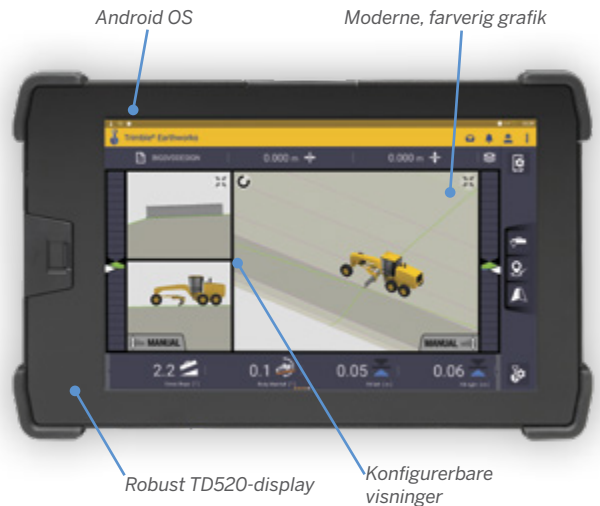 Android OS
Moderne, farverig grafik
Trimble® Earthworks
INGDVGDESIGN
0.000 m
0.000 m
MANUAL
MANUAL
2.2
0.1
0.05
0.06
Robust TD520-display
Konfigurerbare
visninger